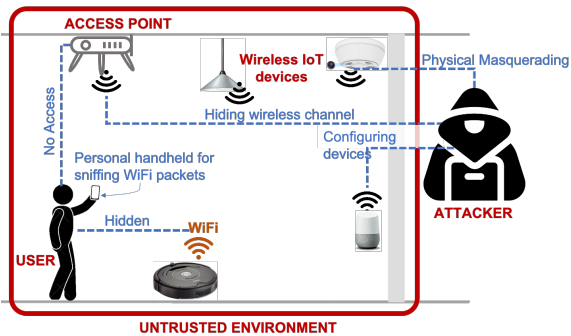 ACCESS POINT
Wireless IoT
devices
Physical Masquerading
No Access
Hiding wireless channel
Configuring
devices
Personal handheld for
sniffing WiFi packets
Hidden
WiFi
ATTACKER
USER
UNTRUSTED ENVIRONMENT